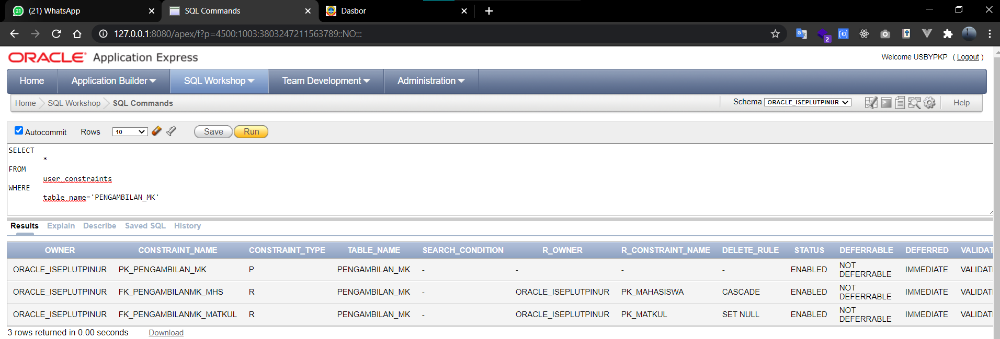 (21) WhatsApp
SQL Commands
Dasbor
127.0.0.1:8080/apex/f?p=4500:1003:3803247211563789::NO:::
2
ORACLE Application Express
Welcome USBYPKP ( Logout )
Home Application Builder SQL Workshop Team Development Administration
Home SQL Workshop SQL Commands
Schema ORACLE_ISEPLUTPINUR Help
Autocommit Rows 10 Save Run
SELECT
*
FROM
user_constraints
WHERE
table_name='PENGAMBILAN_MK'
Results Explain Describe Saved SQL History
OWNER CONSTRAINT_NAME CONSTRAINT_TYPE TABLE_NAME SEARCH_CONDITION R_OWNER R_CONSTRAINT_NAME DELETE_RULE STATUS DEFERRABLE DEFERRED VALIDAT
ORACLE_ISEPLUTPINUR PK_PENGAMBILAN_MK P PENGAMBILAN_MK - - - - ENABLED NOT DEFERRABLE IMMEDIATE VALIDATI
ORACLE_ISEPLUTPINUR FK_PENGAMBILANMK_MHS R PENGAMBILAN_MK - ORACLE_ISEPLUTPINUR PK_MAHASISWA CASCADE ENABLED NOT DEFERRABLE IMMEDIATE VALIDATI
ORACLE_ISEPLUTPINUR FK_PENGAMBILANMK_MATKUL R PENGAMBILAN_MK - ORACLE_ISEPLUTPINUR PK_MATKUL SET NULL ENABLED NOT DEFERRABLE IMMEDIATE VALIDATI
3 rows returned in 0.00 seconds Download